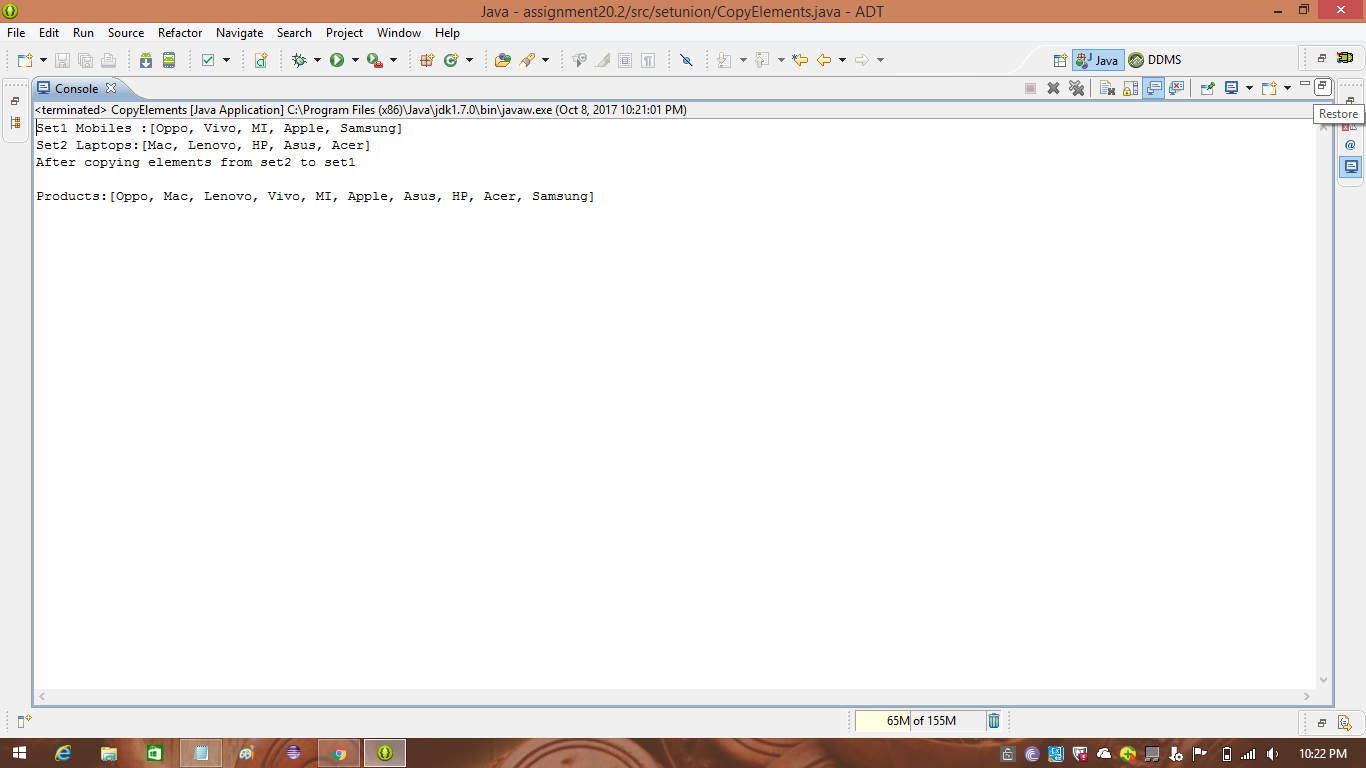 Java - assignment20.2/src/setunion/CopyElements.java - ADT
File Edit Run Source Refactor Navigate Search Project Window Help
Java DDMS
Console
Restore
<terminated> CopyElements [Java Application] C:\Program Files (x86)\Java\jdk1.7.0\bin\javaw.exe (Oct 8, 2017 10:21:01 PM)
Set1 Mobiles :[Oppo, Vivo, MI, Apple, Samsung]
Set2 Laptops:[Mac, Lenovo, HP, Asus, Acer]
After copying elements from set2 to set1
Products:[Oppo, Mac, Lenovo, Vivo, MI, Apple, Asus, HP, Acer, Samsung]
65M of 155M
10:22 PM